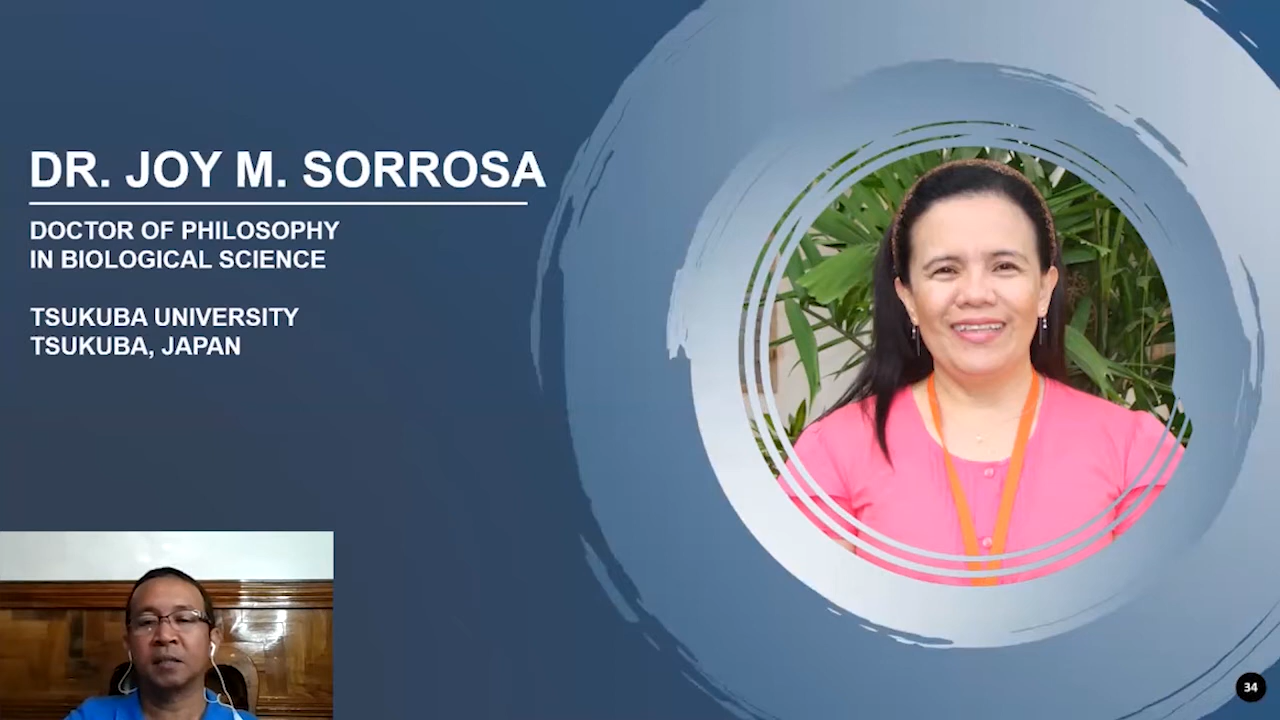 DR. JOY M. SORROSA
DOCTOR OF PHILOSOPHY
IN BIOLOGICAL SCIENCE
TSUKUBA UNIVERSITY
TSUKUBA, JAPAN
34